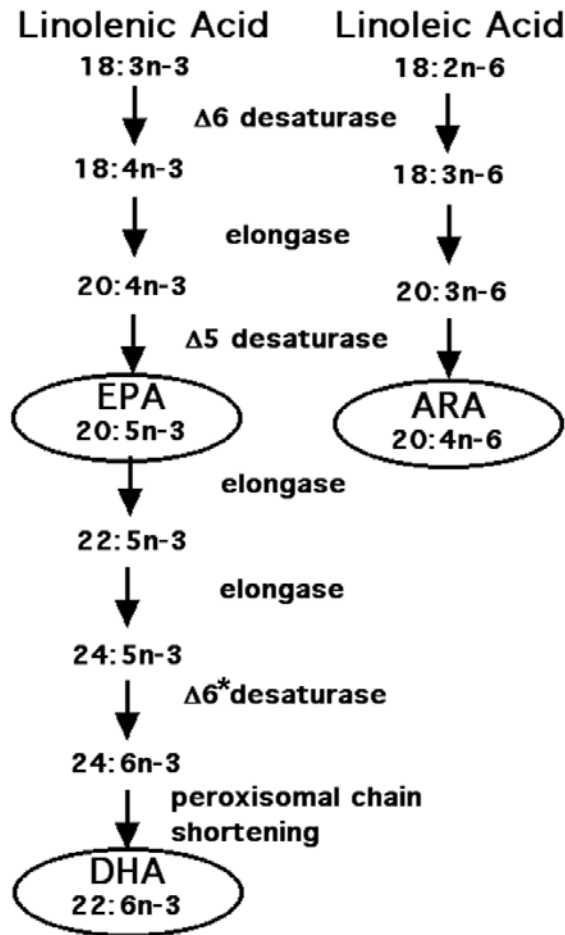 Linolenic Acid Linoleic Acid
18:3n-3 18:2n-6
Δ6 desaturase
18:4n-3 18:3n-6
elongase
20:4n-3 20:3n-6
Δ5 desaturase
EPA ARA
20:5n-3 20:4n-6
elongase
22:5n-3
elongase
24:5n-3
Δ6*desaturase
24:6n-3
peroxisomal chain
shortening
DHA
22:6n-3